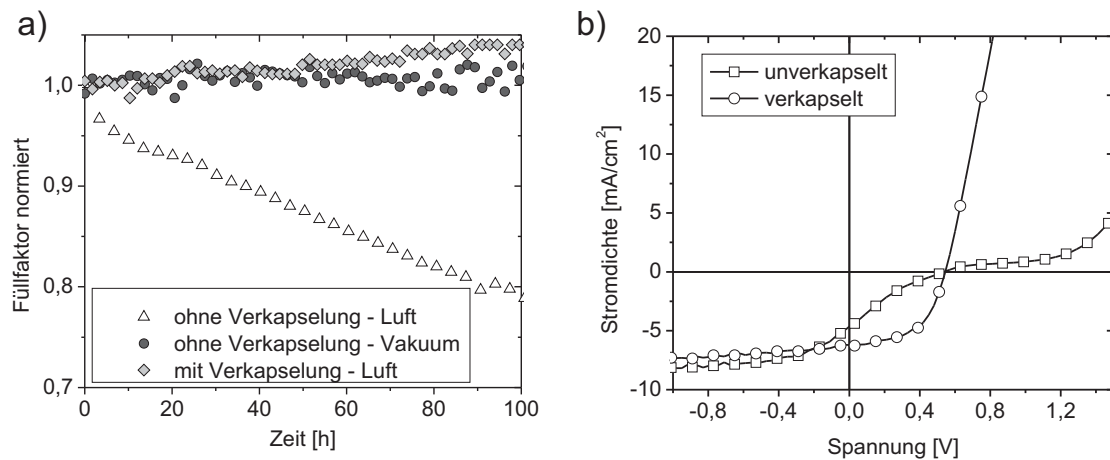 a)
Füllfaktor normiert
1,0
0,9
0,8
0,7
ohne Verkapselung - Luft
ohne Verkapselung - Vakuum
mit Verkapselung - Luft
0 20 40 60 80 100
Zeit [h]
b)
Stromdichte [mA/cm²]
20
15
10
5
0
-5
-10
unverkapselt
verkapselt
-0,8 -0,4 0,0 0,4 0,8 1,2
Spannung [V]